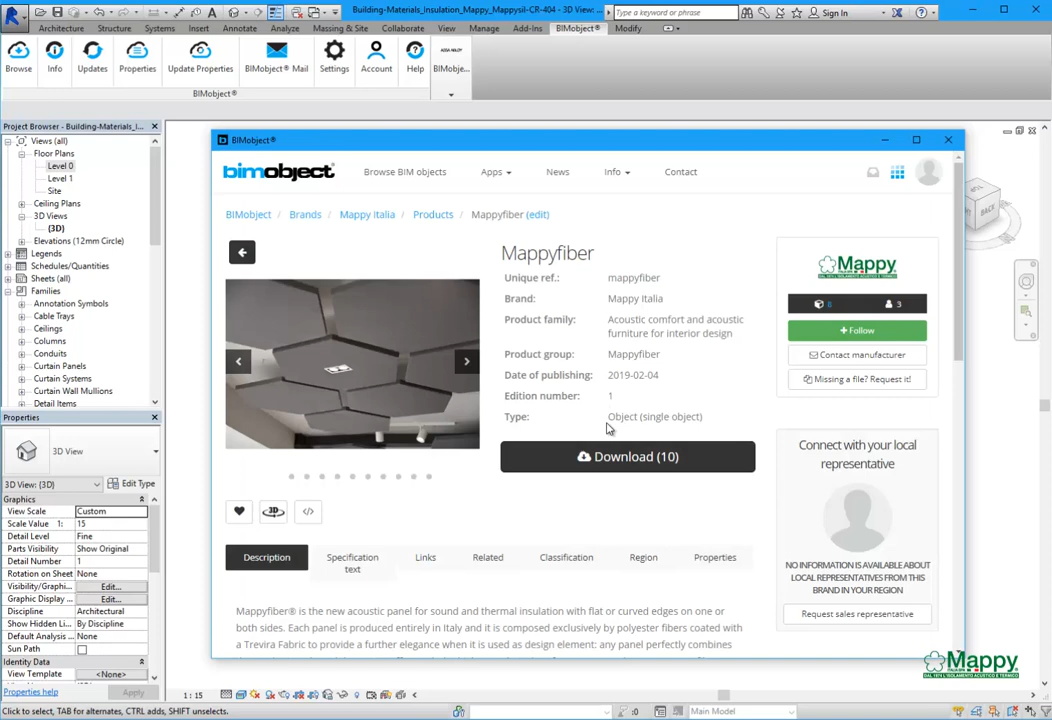 Building-Materials_Insulation_Mappy_Mappysil-CR-404 - 3D View: {...
Type a keyword or phrase
Sign In
Architecture Structure Systems Insert Annotate Analyze Massing & Site Collaborate View Manage Add-Ins BIMobject® Modify
Browse Info Updates Properties Update Properties BIMobject® Mail Settings Account Help BIMobje...
BIMobject®
Project Browser - Building-Materials_I...
Views (all)
Floor Plans
Level 0
Level 1
Site
Ceiling Plans
3D Views
{3D}
Elevations (12mm Circle)
Legends
Schedules/Quantities
Sheets (all)
Families
Annotation Symbols
Cable Trays
Ceilings
Columns
Conduits
Curtain Panels
Curtain Systems
Curtain Wall Mullions
Detail Items
Properties
3D View
3D View: {3D} Edit Type
Graphics
View Scale Custom
Scale Value 1: 15
Detail Level Fine
Parts Visibility Show Original
Detail Number 1
Rotation on Sheet None
Visibility/Graphi... Edit...
Graphic Display ... Edit...
Discipline Architectural
Show Hidden Li... By Discipline
Default Analysis ... None
Sun Path
Identity Data
View Template <None>
Properties help Apply
BIMobject®
bimobject® Browse BIM objects Apps News Info Contact
BIMobject / Brands / Mappy Italia / Products / Mappyfiber (edit)
Mappyfiber
Unique ref.: mappyfiber
Brand: Mappy Italia
Product family: Acoustic comfort and acoustic
furniture for interior design
Product group: Mappyfiber
Date of publishing: 2019-02-04
Edition number: 1
Type: Object (single object)
Download (10)
3D
</>
Description Specification text Links Related Classification Region Properties
Mappyfiber® is the new acoustic panel for sound and thermal insulation with flat or curved edges on one or
both sides. Each panel is produced entirely in Italy and it is composed exclusively by polyester fibers coated with
a Trevira Fabric to provide a further elegance when it is used as design element: any panel perfectly combines
Mappy
8 3
+ Follow
Contact manufacturer
Missing a file? Request it!
Connect with your local
representative
NO INFORMATION IS AVAILABLE ABOUT
LOCAL REPRESENTATIVES FROM THIS
BRAND IN YOUR REGION
Request sales representative
BACK
Mappy
DAL 1974 L'ISOLAMENTO ACUSTICO E TERMICO
1 : 15
Click to select, TAB for alternates, CTRL adds, SHIFT unselects.
:0
Main Model